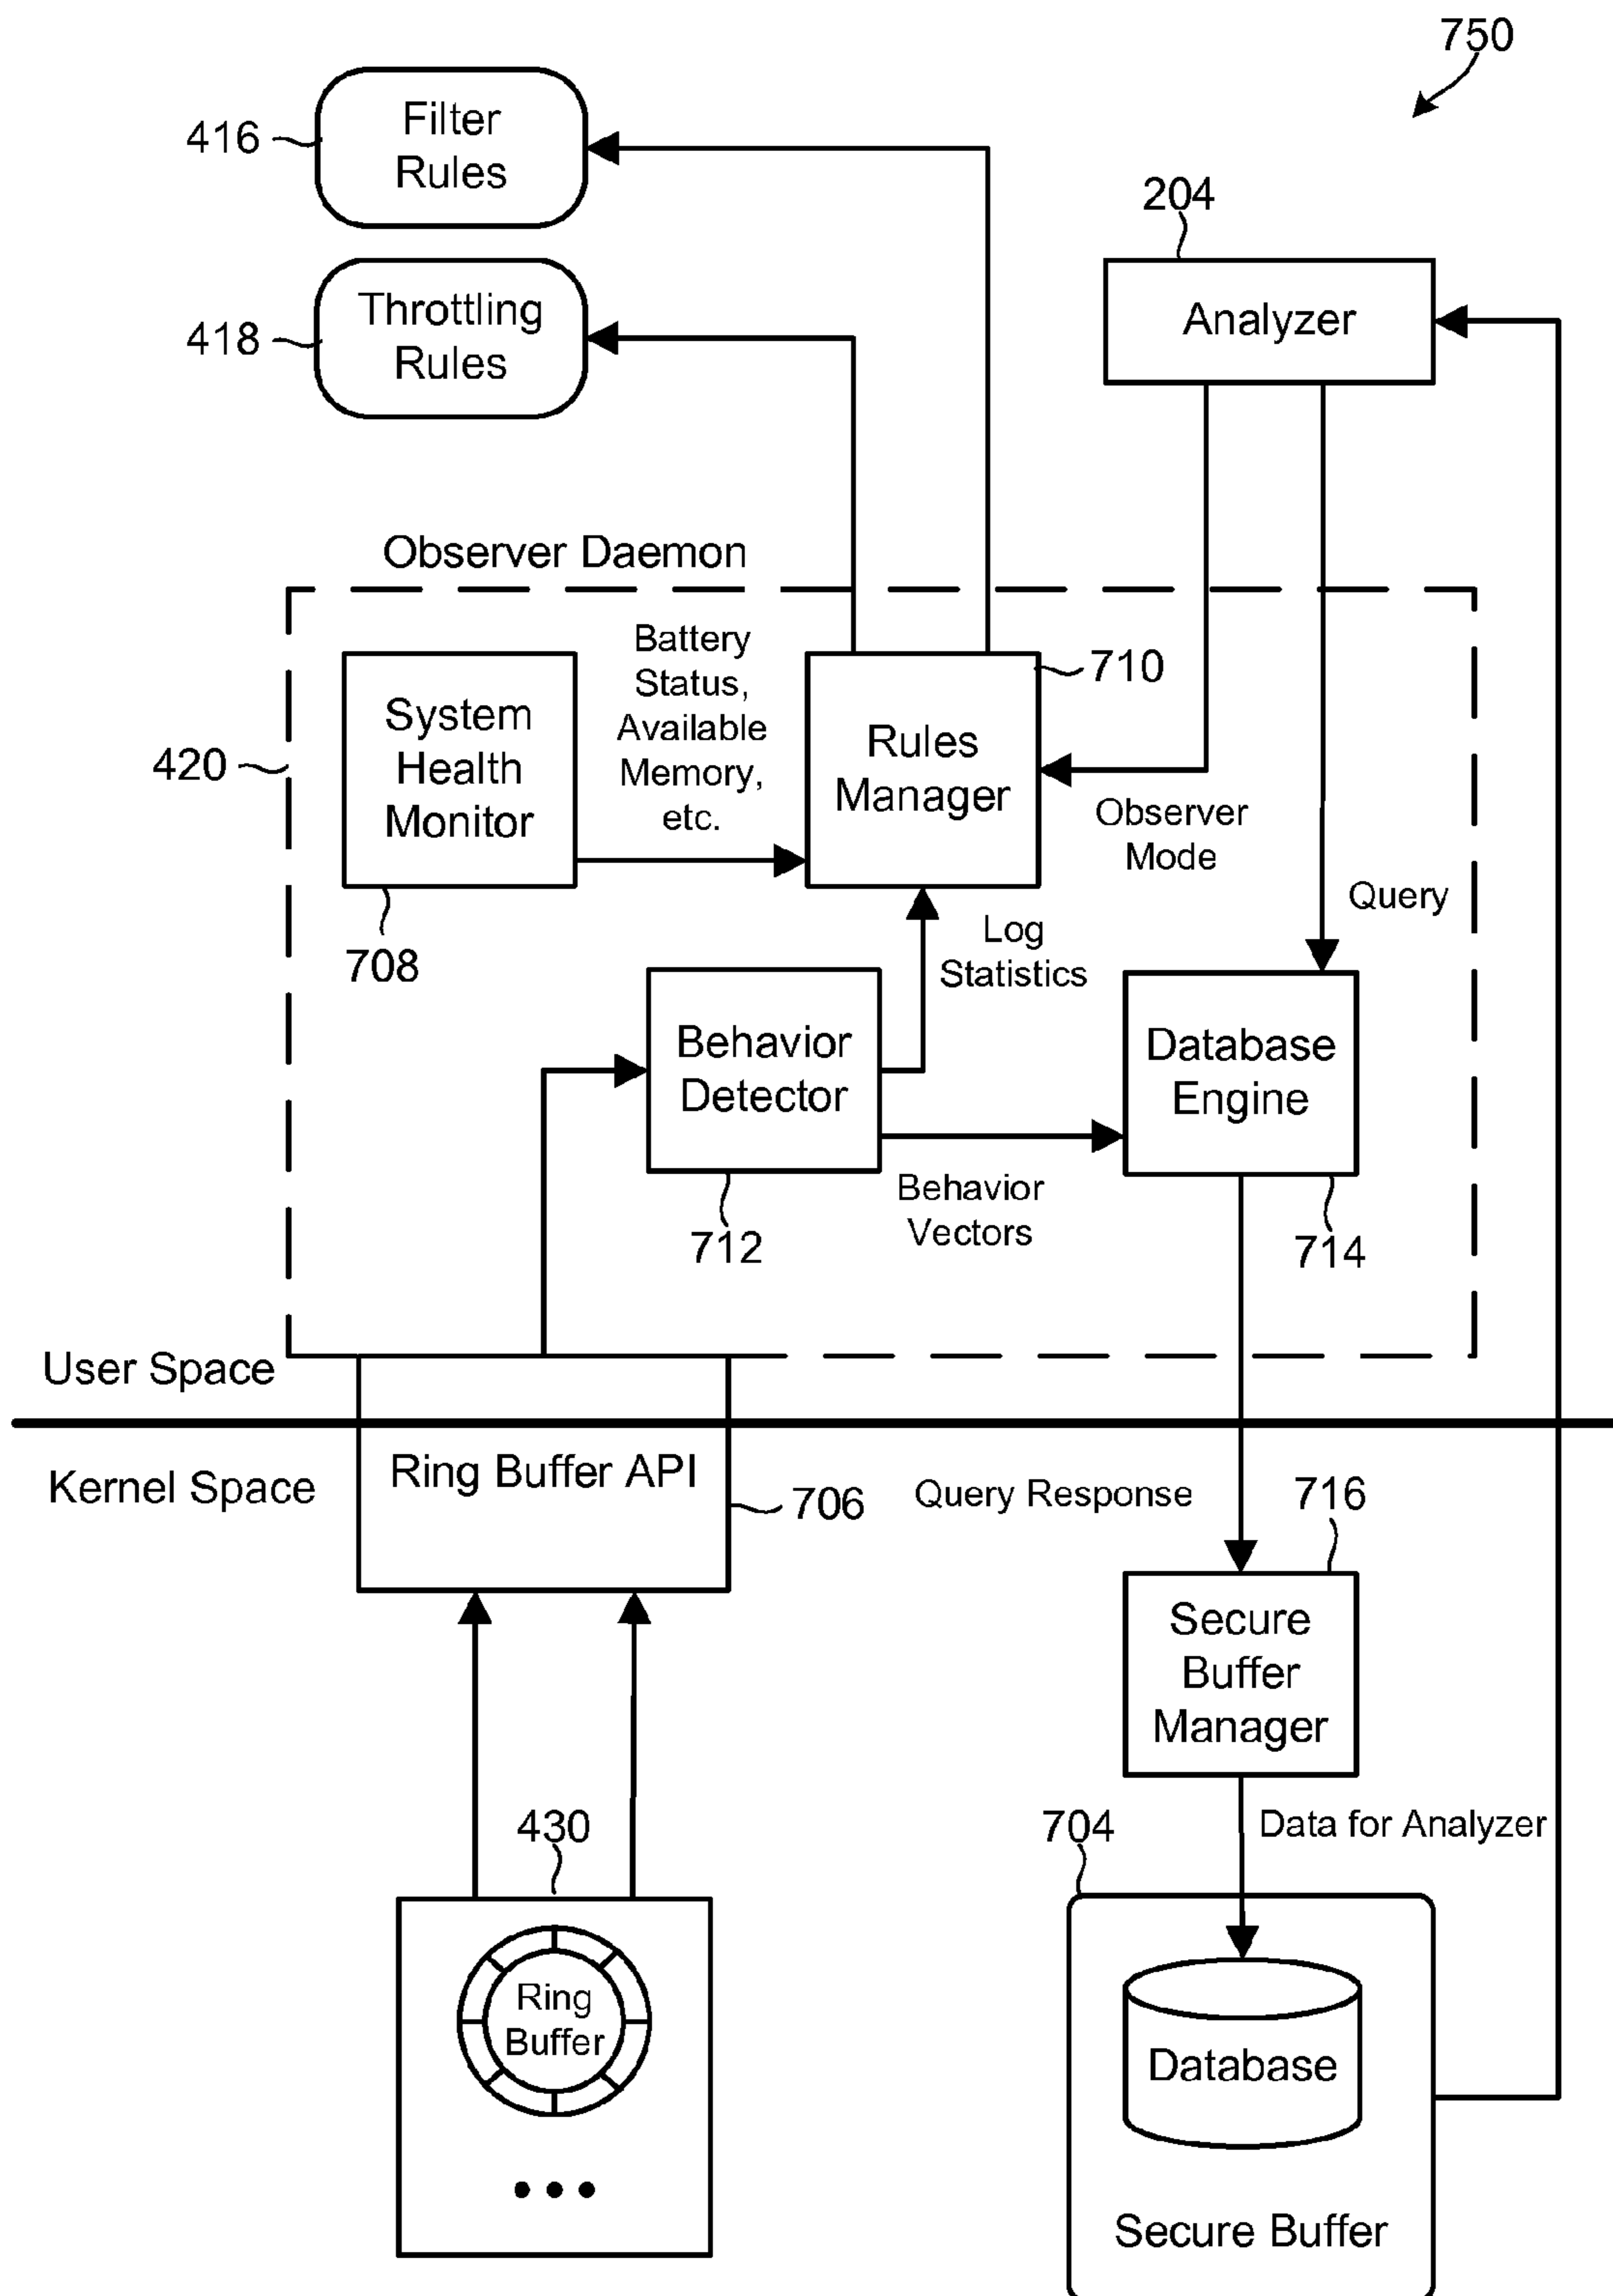 750
416
Filter
Rules
204
418
Throttling
Rules
Analyzer
Observer Daemon
Battery
Status,
Available
Memory,
etc.
710
System
Health
Monitor
420
Rules
Manager
Observer
Mode
Query
708
Log
Statistics
Behavior
Detector
Database
Engine
Behavior
Vectors
712
714
User Space
Kernel Space
Ring Buffer API
706
Query Response
716
Secure
Buffer
Manager
430
704
Data for Analyzer
Ring
Buffer
Database
Secure Buffer